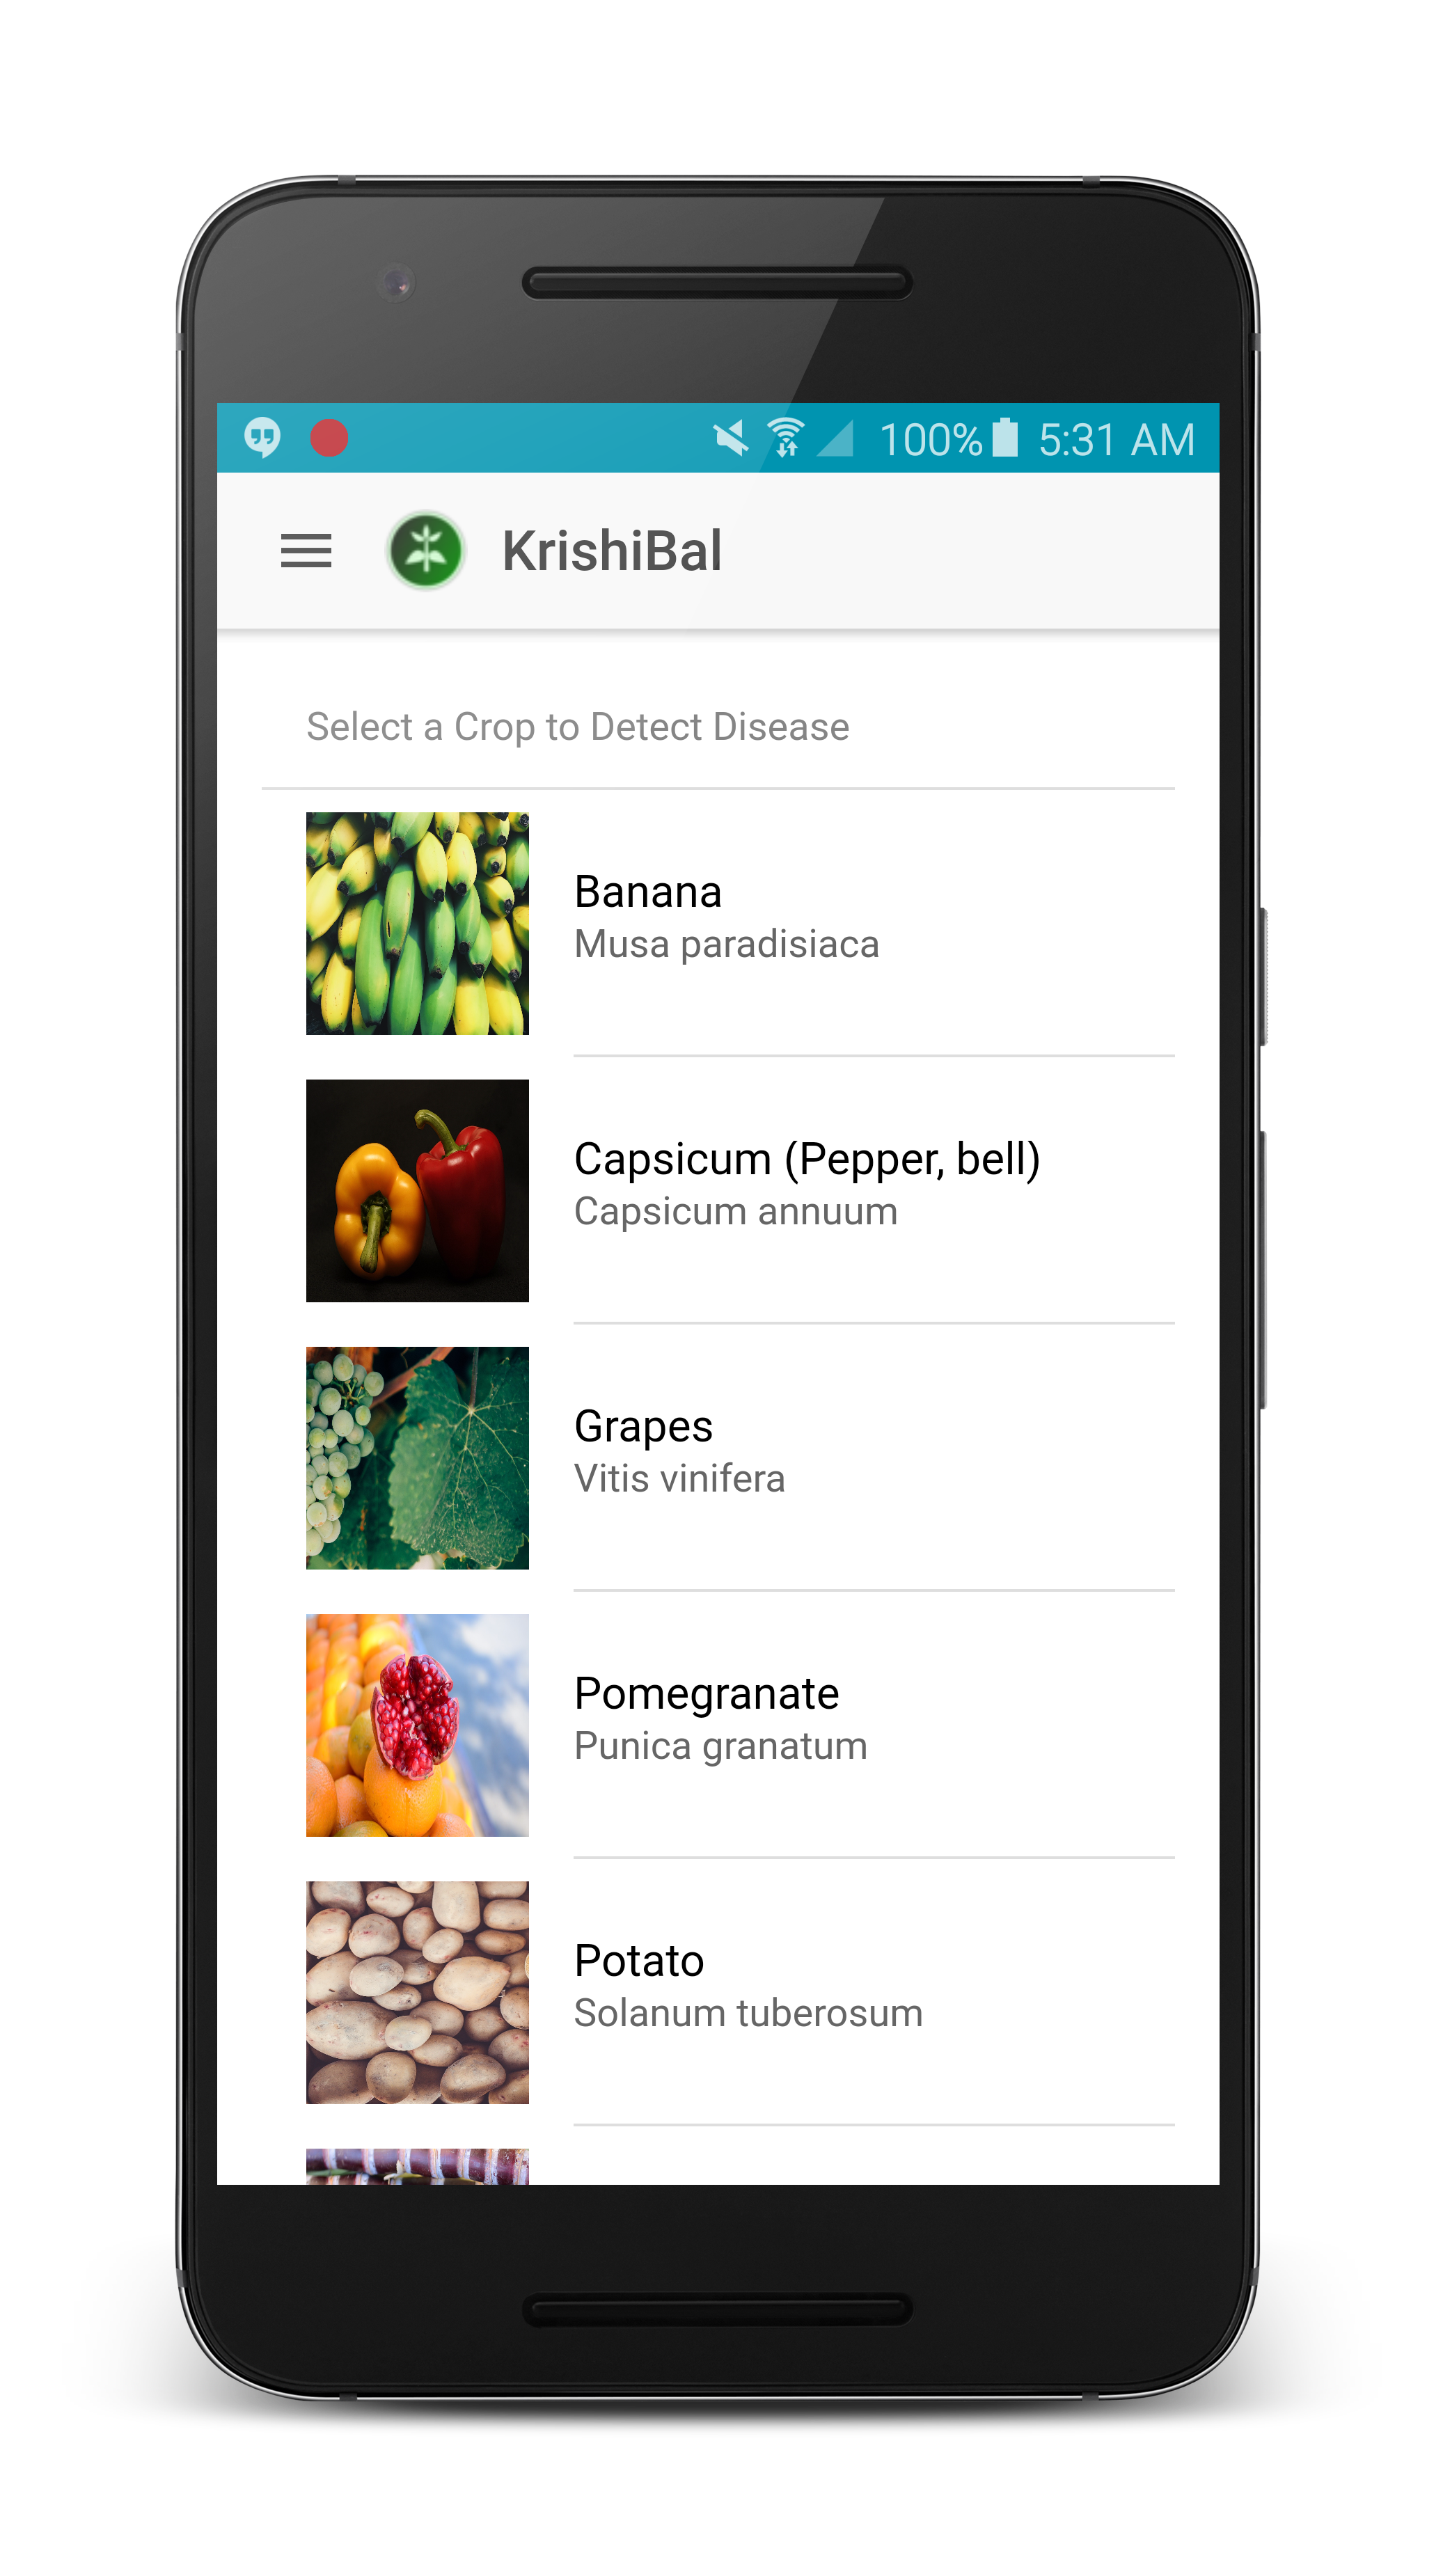 100% 5:31 AM
KrishiBal
Select a Crop to Detect Disease
Banana
Musa paradisiaca
Capsicum (Pepper, bell)
Capsicum annuum
Grapes
Vitis vinifera
Pomegranate
Punica granatum
Potato
Solanum tuberosum